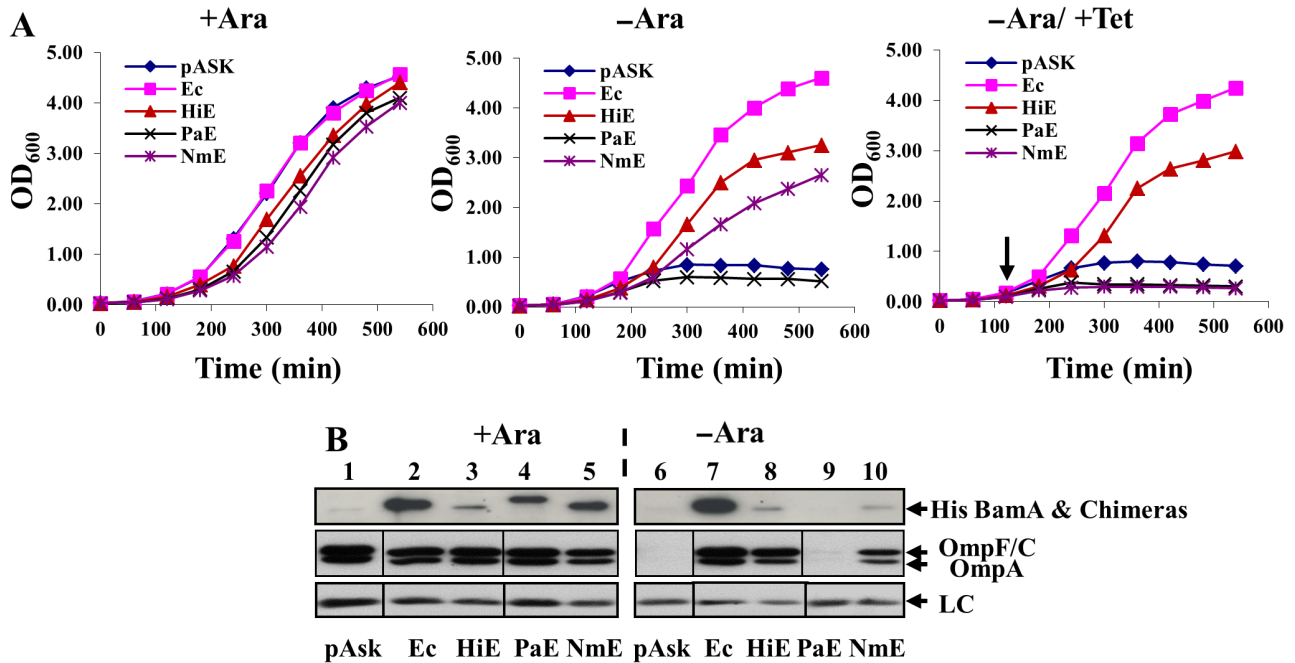 A
+Ara
–Ara
–Ara/ +Tet
5.00
4.00
3.00
2.00
1.00
0.00
OD600
pASK
Ec
HiE
PaE
NmE
0 100 200 300 400 500 600
Time (min)
5.00
4.00
3.00
2.00
1.00
0.00
OD600
pASK
Ec
HiE
PaE
NmE
0 100 200 300 400 500 600
Time (min)
5.00
4.00
3.00
2.00
1.00
0.00
OD600
pASK
Ec
HiE
PaE
NmE
0 100 200 300 400 500 600
Time (min)
B
+Ara
–Ara
1 2 3 4 5 6 7 8 9 10
His BamA & Chimeras
OmpF/C
OmpA
LC
pAsk Ec HiE PaE NmE pAsk Ec HiE PaE NmE